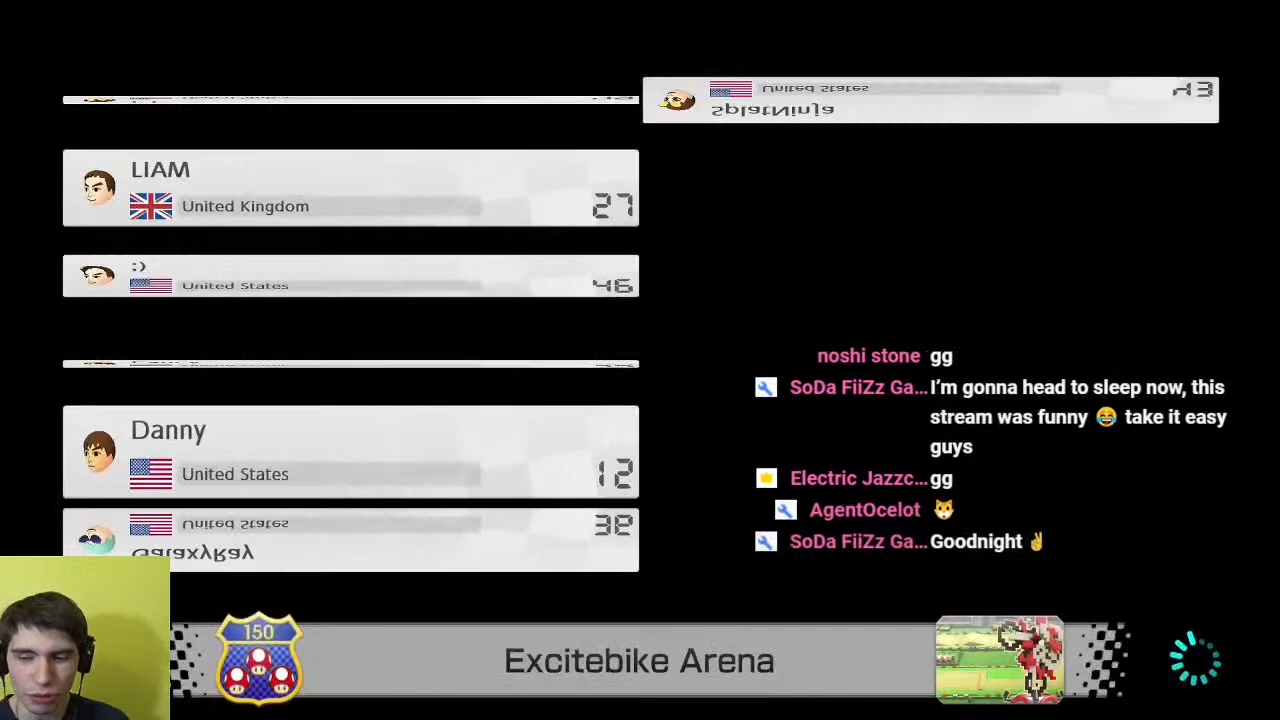 United States 43
SplatNinja
LIAM
United Kingdom 27
:)
United States 46
Danny
United States 12
United States 36
GalaxyRay
noshi stone gg
SoDa FiiZz Ga... I'm gonna head to sleep now, this
stream was funny 😂 take it easy
guys
Electric Jazzc... gg
AgentOcelot 🐯
SoDa FiiZz Ga... Goodnight ✌
150
Excitebike Arena